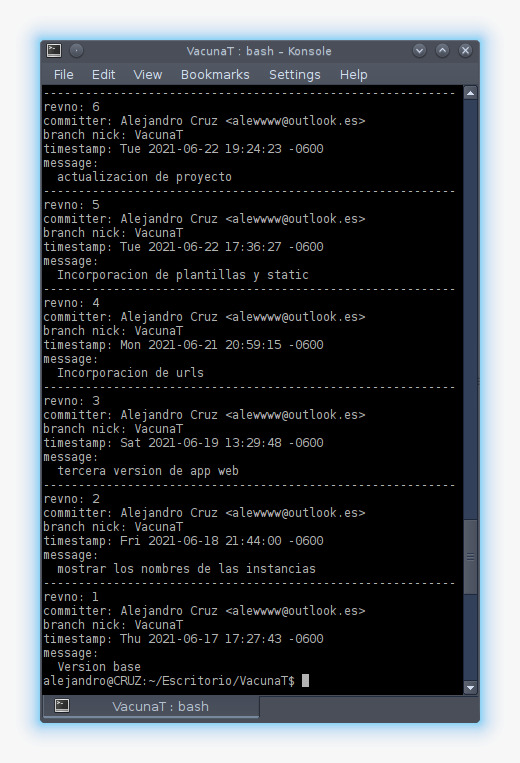 VacunaT : bash – Konsole
File Edit View Bookmarks Settings Help
------------------------------------------------------------
revno: 6
committer: Alejandro Cruz <alewwww@outlook.es>
branch nick: VacunaT
timestamp: Tue 2021-06-22 19:24:23 -0600
message:
  actualizacion de proyecto
------------------------------------------------------------
revno: 5
committer: Alejandro Cruz <alewwww@outlook.es>
branch nick: VacunaT
timestamp: Tue 2021-06-22 17:36:27 -0600
message:
  Incorporacion de plantillas y static
------------------------------------------------------------
revno: 4
committer: Alejandro Cruz <alewwww@outlook.es>
branch nick: VacunaT
timestamp: Mon 2021-06-21 20:59:15 -0600
message:
  Incorporacion de urls
------------------------------------------------------------
revno: 3
committer: Alejandro Cruz <alewwww@outlook.es>
branch nick: VacunaT
timestamp: Sat 2021-06-19 13:29:48 -0600
message:
  tercera version de app web
------------------------------------------------------------
revno: 2
committer: Alejandro Cruz <alewwww@outlook.es>
branch nick: VacunaT
timestamp: Fri 2021-06-18 21:44:00 -0600
message:
  mostrar los nombres de las instancias
------------------------------------------------------------
revno: 1
committer: Alejandro Cruz <alewwww@outlook.es>
branch nick: VacunaT
timestamp: Thu 2021-06-17 17:27:43 -0600
message:
  Version base
alejandro@CRUZ:~/Escritorio/VacunaT$
VacunaT : bash